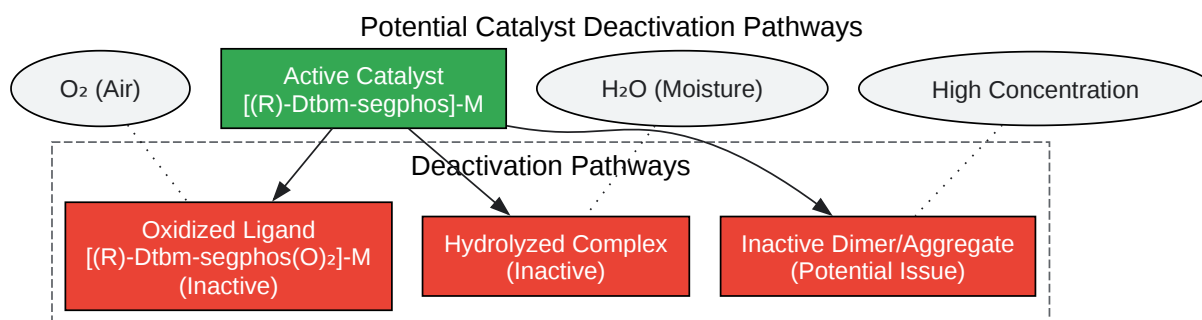 Potential Catalyst Deactivation Pathways
O₂ (Air)
Active Catalyst
[(R)-Dtbm-segphos]-M
H₂O (Moisture)
High Concentration
Deactivation Pathways
Oxidized Ligand
[(R)-Dtbm-segphos(O)₂]-M
(Inactive)
Hydrolyzed Complex
(Inactive)
Inactive Dimer/Aggregate
(Potential Issue)